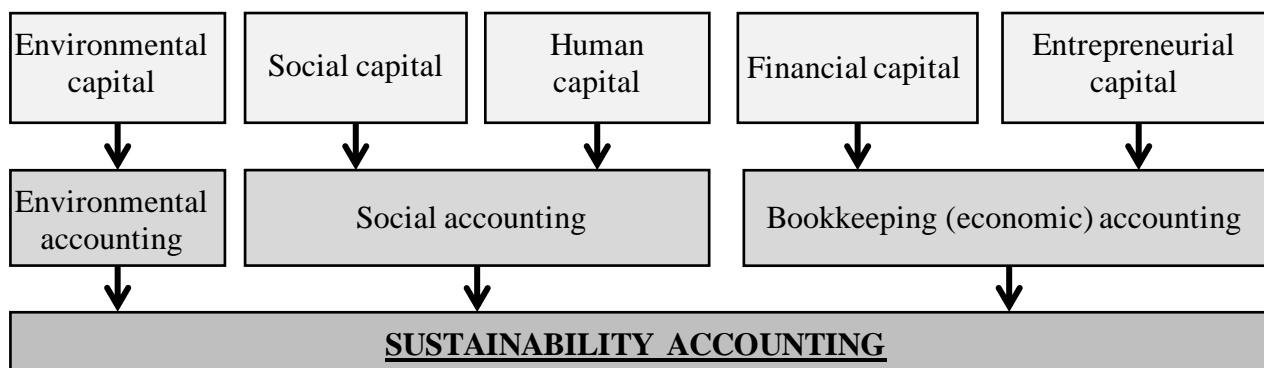 Environmental
capital
Social capital
Human
capital
Financial capital
Entrepreneurial
capital
Environmental
accounting
Social accounting
Bookkeeping (economic) accounting
SUSTAINABILITY ACCOUNTING